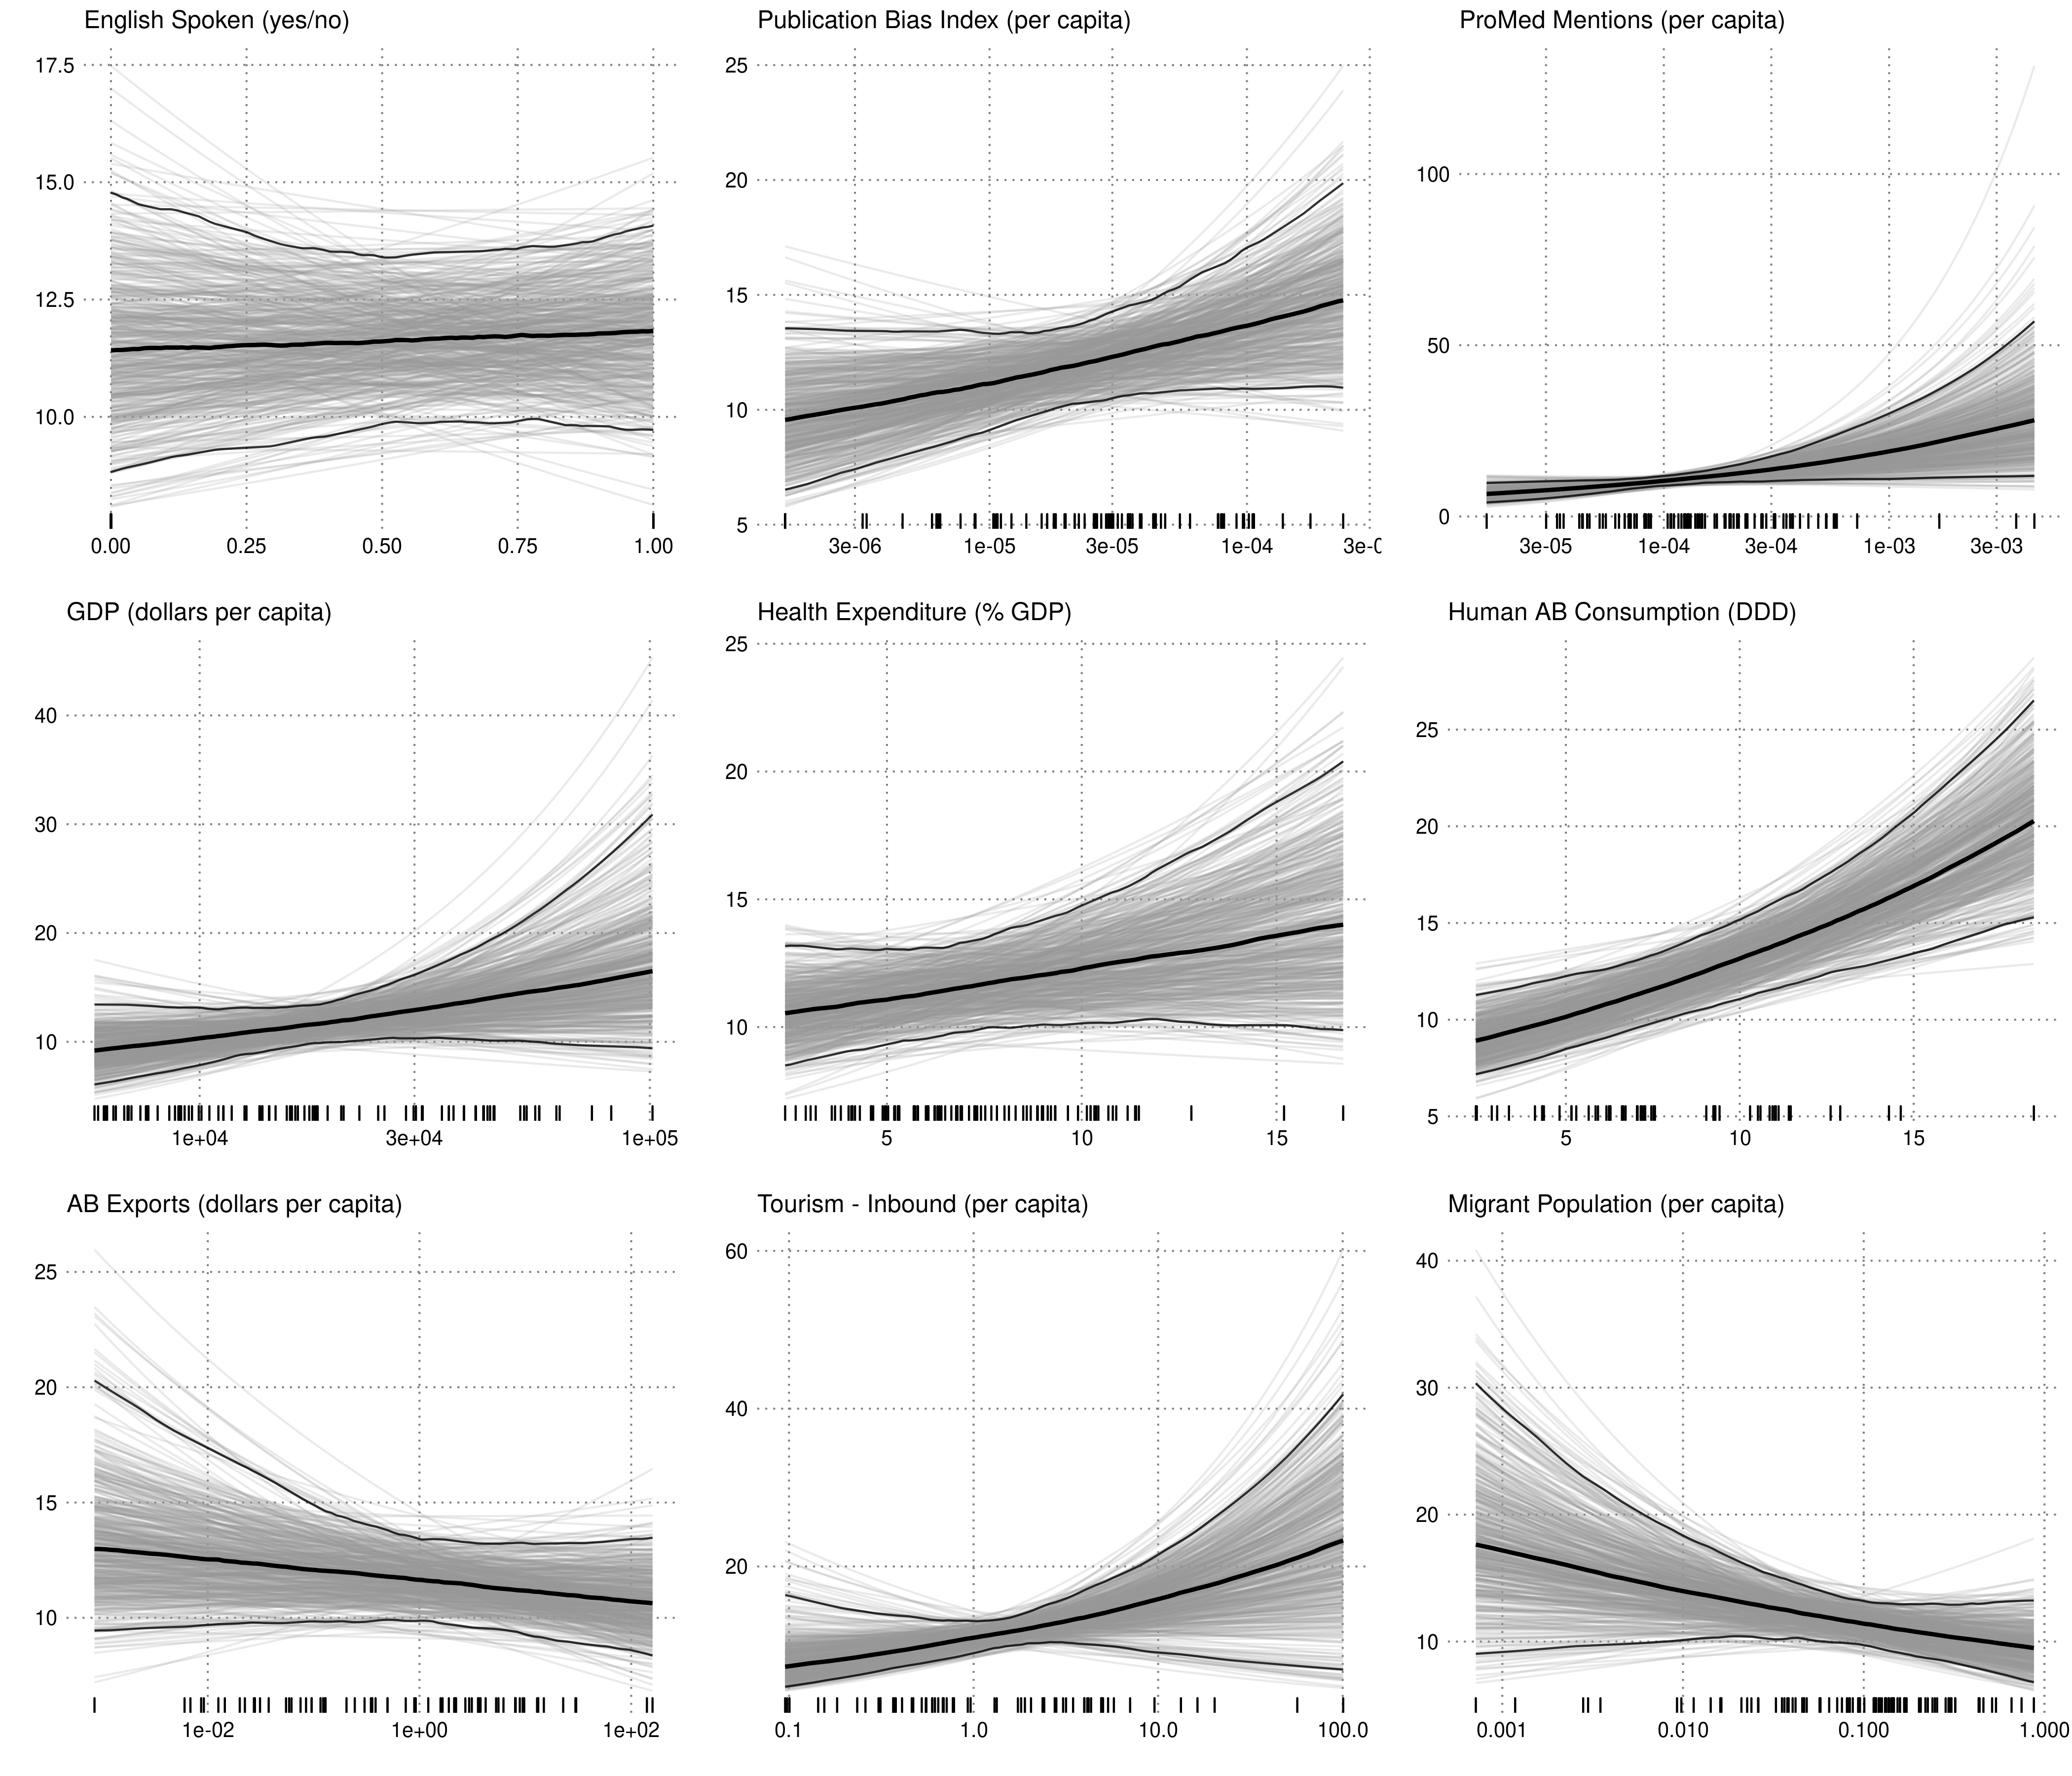 English Spoken (yes/no)
17.5
15.0
12.5
10.0
0.00 0.25 0.50 0.75 1.00
Publication Bias Index (per capita)
25
20
15
10
5
3e-06 1e-05 3e-05 1e-04 3e-0
ProMed Mentions (per capita)
100
50
0
3e-05 1e-04 3e-04 1e-03 3e-03
GDP (dollars per capita)
40
30
20
10
1e+04 3e+04 1e+05
Health Expenditure (% GDP)
25
20
15
10
5 10 15
Human AB Consumption (DDD)
25
20
15
10
5
5 10 15
AB Exports (dollars per capita)
25
20
15
10
1e-02 1e+00 1e+02
Tourism - Inbound (per capita)
60
40
20
0.1 1.0 10.0 100.0
Migrant Population (per capita)
40
30
20
10
0.001 0.010 0.100 1.000